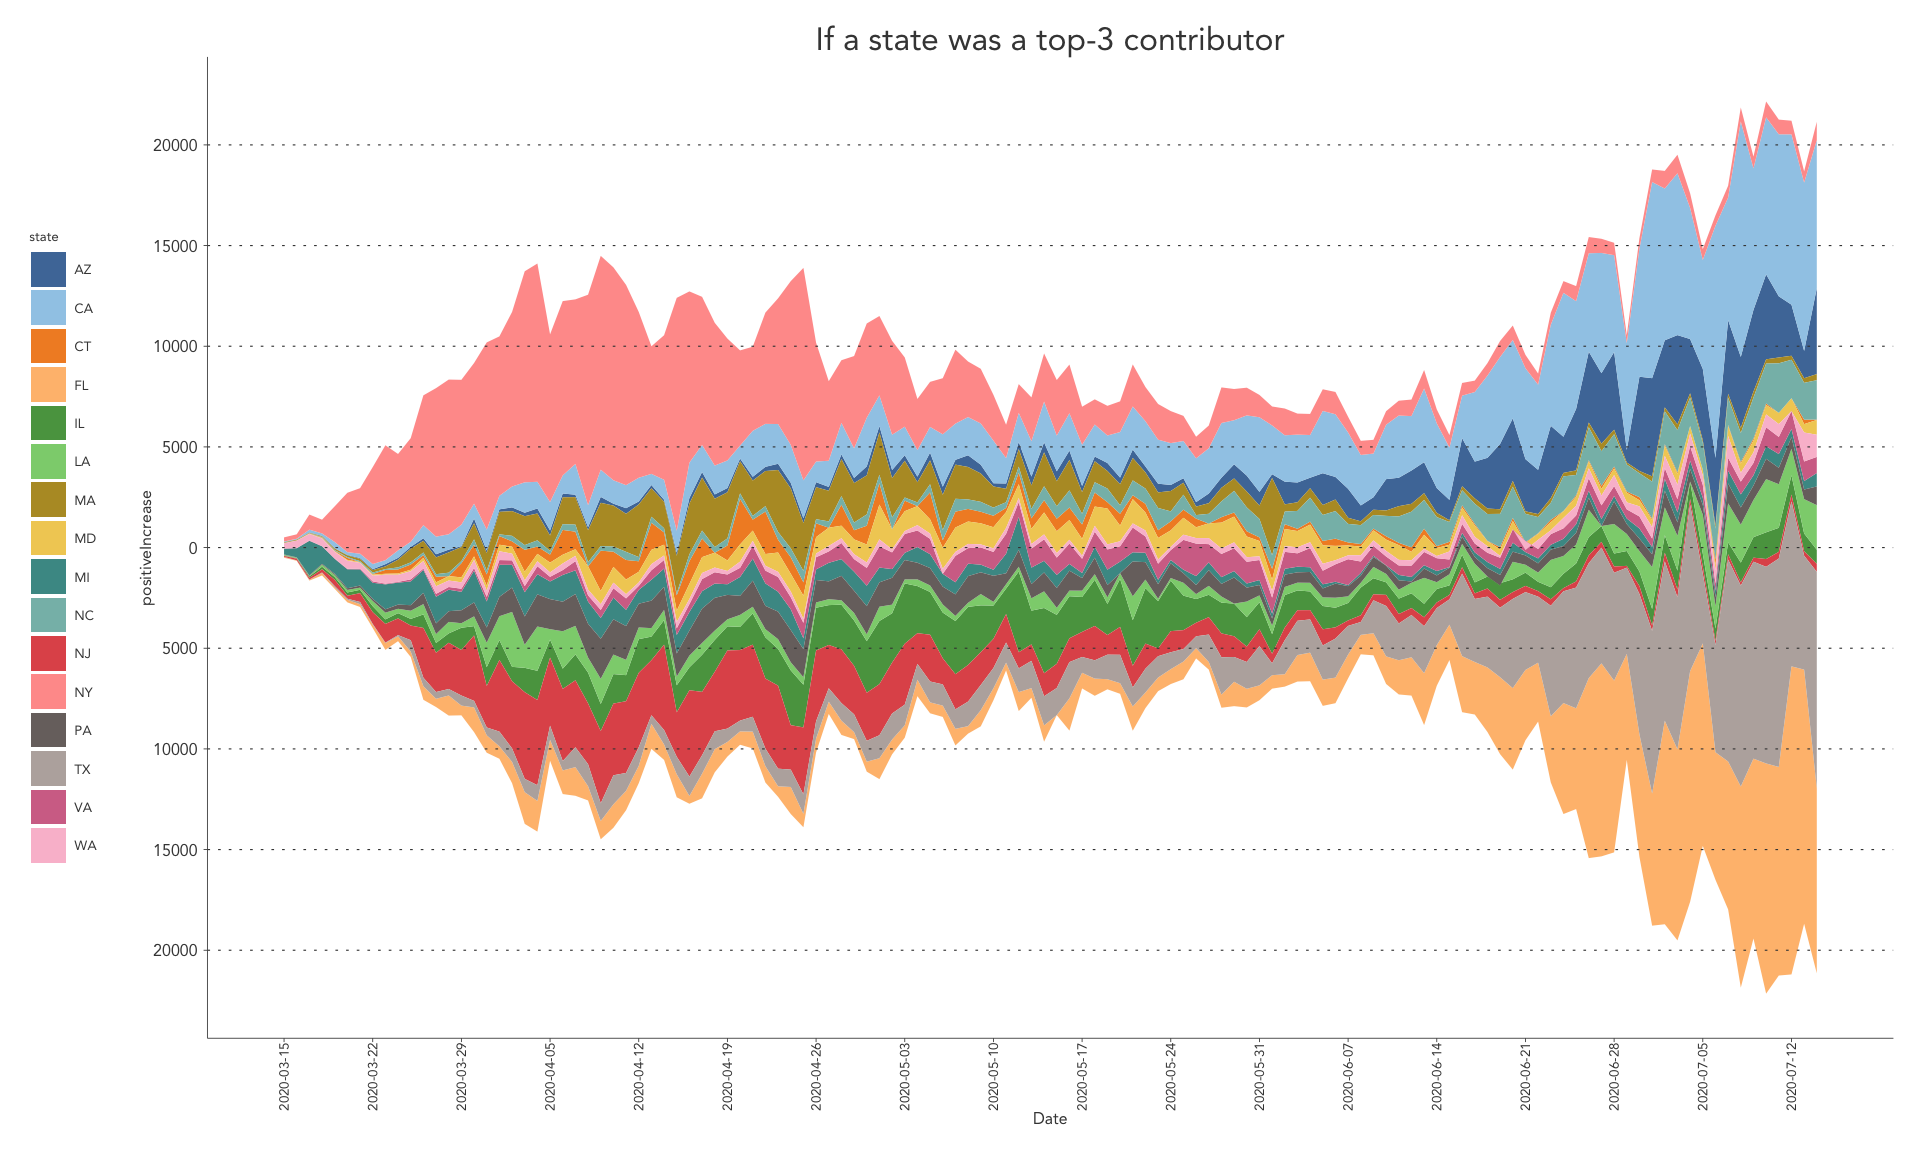 If a state was a top-3 contributor
state
AZ
CA
CT
FL
IL
LA
MA
MD
MI
NC
NJ
NY
PA
TX
VA
WA
positiveIncrease
20000
15000
10000
5000
0
5000
10000
15000
20000
2020-03-15
2020-03-22
2020-03-29
2020-04-05
2020-04-12
2020-04-19
2020-04-26
2020-05-03
2020-05-10
2020-05-17
2020-05-24
2020-05-31
2020-06-07
2020-06-14
2020-06-21
2020-06-28
2020-07-05
2020-07-12
Date